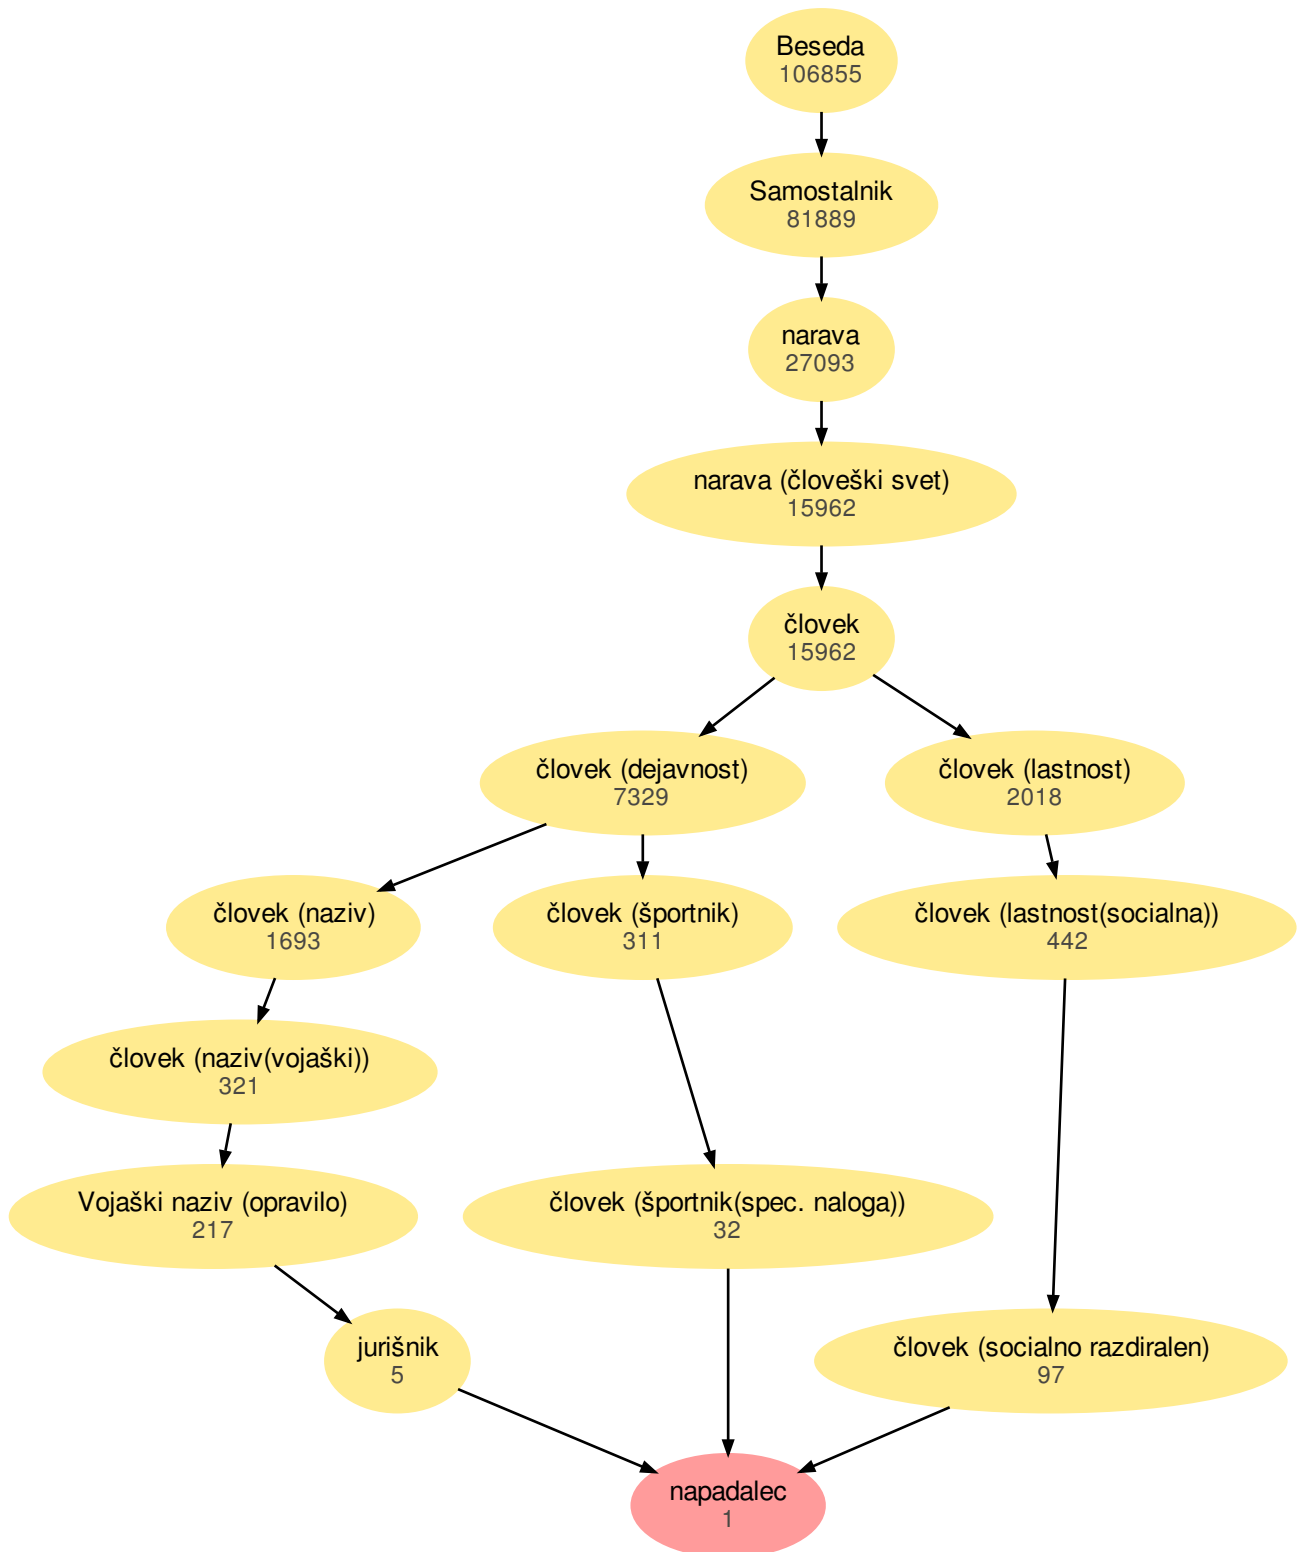 Beseda
106855
Samostalnik
81889
narava
27093
narava (človeški svet)
15962
človek
15962
človek (dejavnost)
7329
človek (lastnost)
2018
človek (naziv)
1693
človek (športnik)
311
človek (lastnost(socialna))
442
človek (naziv(vojaški))
321
Vojaški naziv (opravilo)
217
človek (športnik(spec. naloga))
32
jurišnik
5
človek (socialno razdiralen)
97
napadalec
1